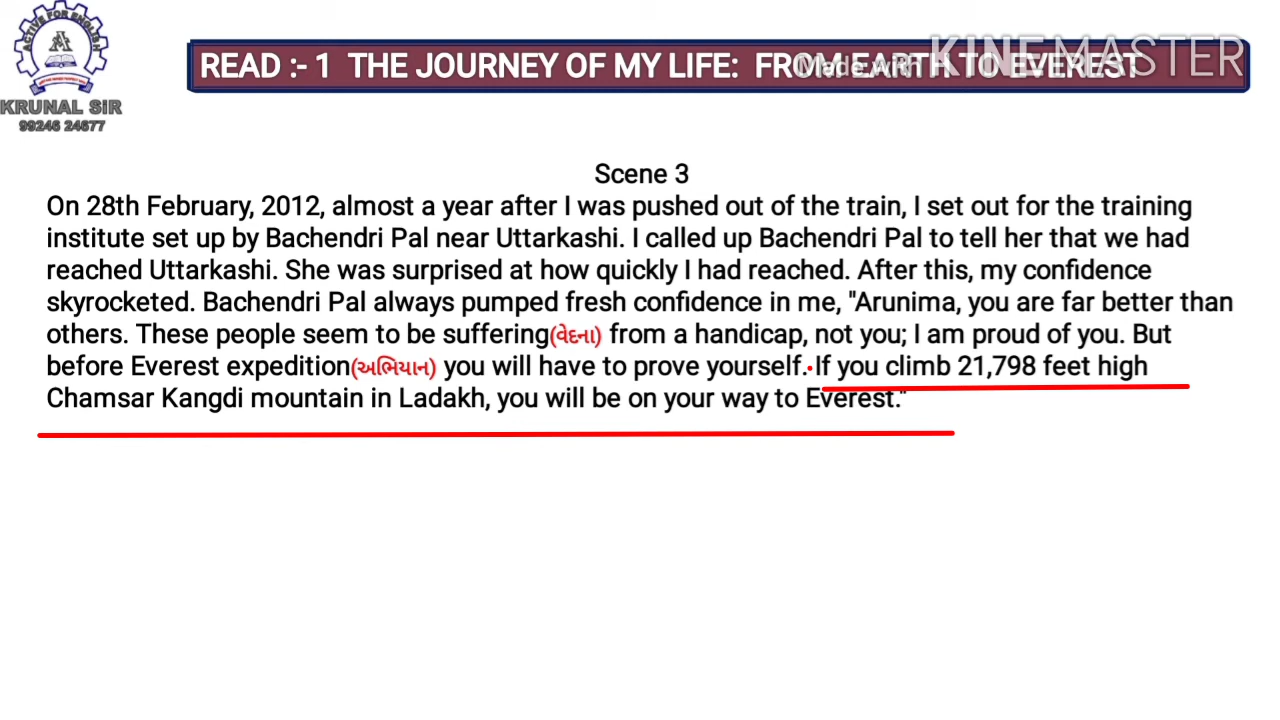 ACTIVE FOR ENGLISH
KRUNAL SIR
99246 24677
READ :- 1 THE JOURNEY OF MY LIFE: FROM EARTH TO EVEREST
Made with KINEMASTER
Scene 3
On 28th February, 2012, almost a year after I was pushed out of the train, I set out for the training
institute set up by Bachendri Pal near Uttarkashi. I called up Bachendri Pal to tell her that we had
reached Uttarkashi. She was surprised at how quickly I had reached. After this, my confidence
skyrocketed. Bachendri Pal always pumped fresh confidence in me, "Arunima, you are far better than
others. These people seem to be suffering(વેદના) from a handicap, not you; I am proud of you. But
before Everest expedition(અભિયાન) you will have to prove yourself. If you climb 21,798 feet high
Chamsar Kangdi mountain in Ladakh, you will be on your way to Everest."